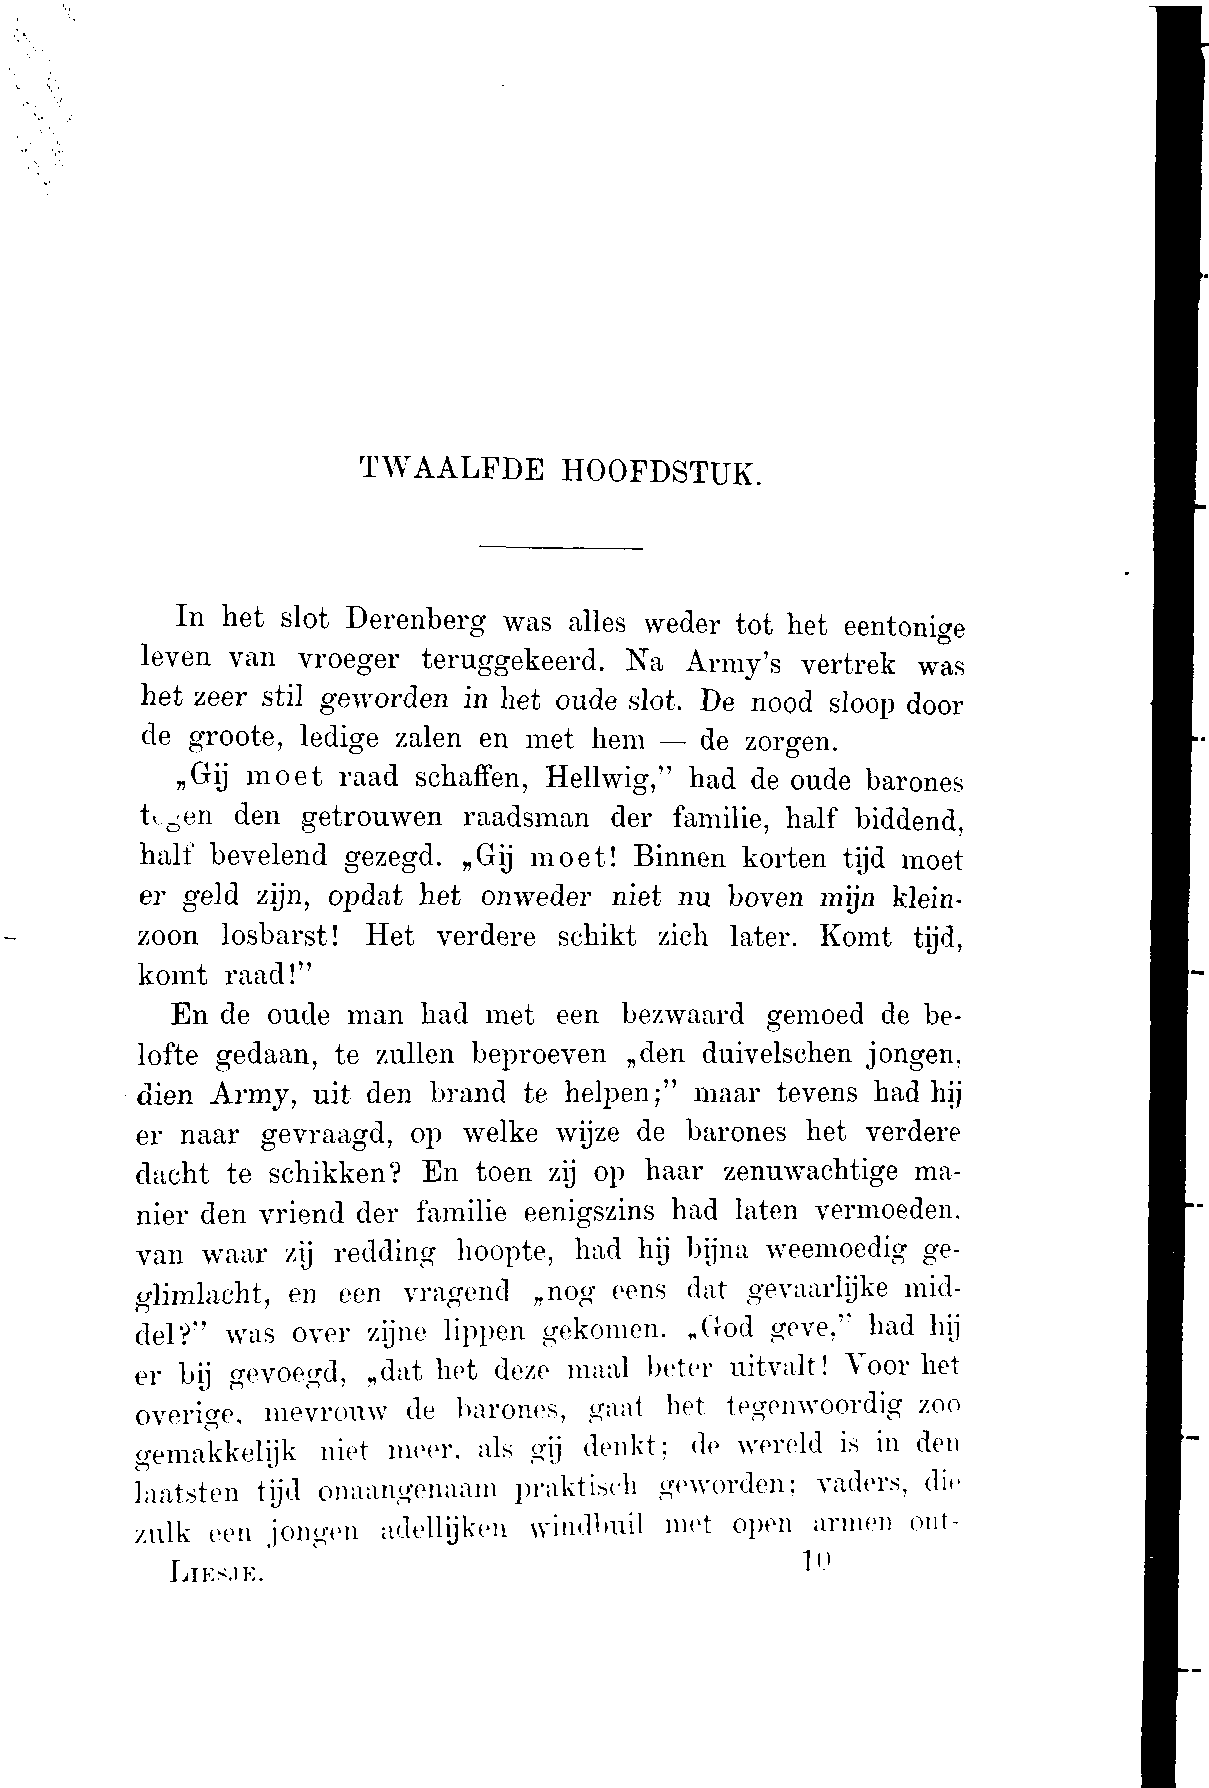 TWAALFDE HOOFDSTUK.
In het slot Derenberg was alles weder tot het eentonige
leven van vroeger teruggekeerd. Na Army's vertrek was
het zeer stil geworden in het oude slot. De nood sloop door
de groote, ledige zalen en met hem — de zorgen.
„Gij moet raad schaffen, Hellwig,” had de oude barones
tegen den getrouwen raadsman der familie, half biddend,
half bevelend gezegd. „Gij moet! Binnen korten tijd moet
er geld zijn, opdat het onweder niet nu boven mijn klein-
zoon losbarst! Het verdere schikt zich later. Komt tijd,
komt raad!”
En de oude man had met een bezwaard gemoed de be-
lofte gedaan, te zullen beproeven „den duivelschen jongen,
dien Army, uit den brand te helpen;” maar tevens had hij
er naar gevraagd, op welke wijze de barones het verdere
dacht te schikken? En toen zij op haar zenuwachtige ma-
nier den vriend der familie eenigszins had laten vermoeden,
van waar zij redding hoopte, had hij bijna weemoedig ge-
glimlacht, en een vragend „nog eens dat gevaarlijke mid-
del?” was over zijne lippen gekomen. „God geve,” had hij
er bij gevoegd, „dat het deze maal beter uitvalt! Voor het
overige, mevrouw de barones, gaat het tegenwoordig zoo
gemakkelijk niet meer, als gij denkt; de wereld is in den
laatsten tijd onaangenaam praktisch geworden; vaders, die
zulk een jongen adellijken windbuil met open armen ont-
LIESJE. 10